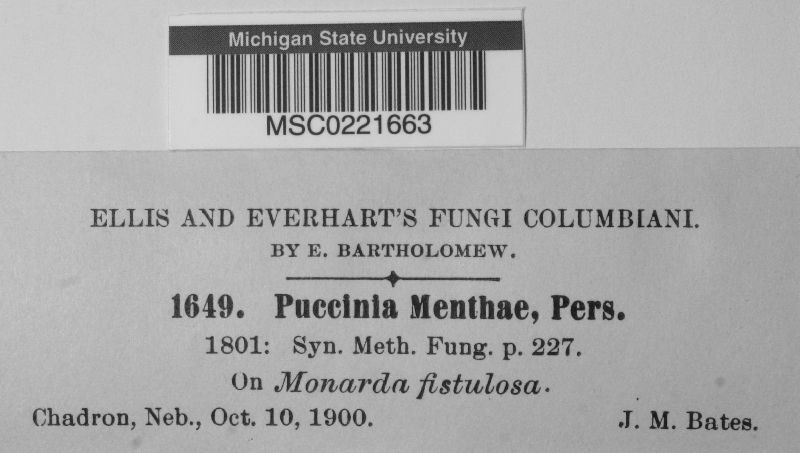 Michigan State University
MSC0221663
ELLIS AND EVERHART'S FUNGI COLUMBIANI.
BY E. BARTHOLOMEW.
1649. Puccinia Menthae, Pers.
1801: Syn. Meth. Fung. p. 227.
On Monarda fistulosa.
Chadron, Neb., Oct. 10, 1900. J. M. Bates.